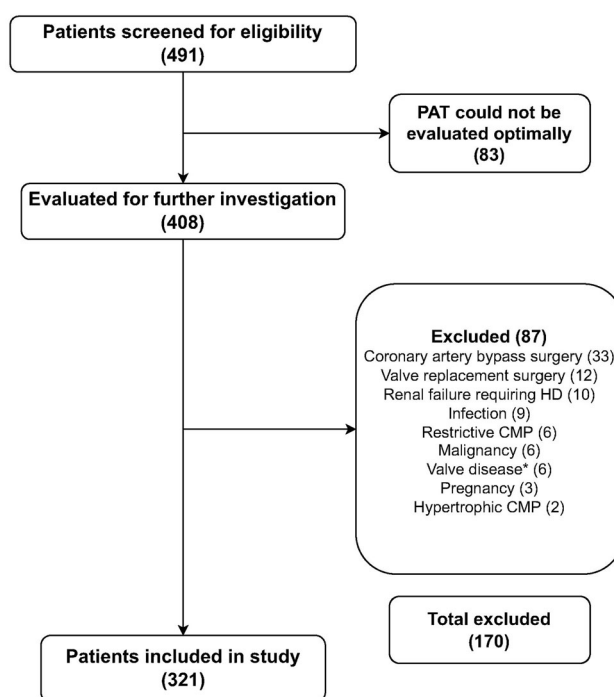 Patients screened for eligibility
(491)
PAT could not be
evaluated optimally
(83)
Evaluated for further investigation
(408)
Excluded (87)
Coronary artery bypass surgery (33)
Valve replacement surgery (12)
Renal failure requiring HD (10)
Infection (9)
Restrictive CMP (6)
Malignancy (6)
Valve disease* (6)
Pregnancy (3)
Hypertrophic CMP (2)
Total excluded
(170)
Patients included in study
(321)